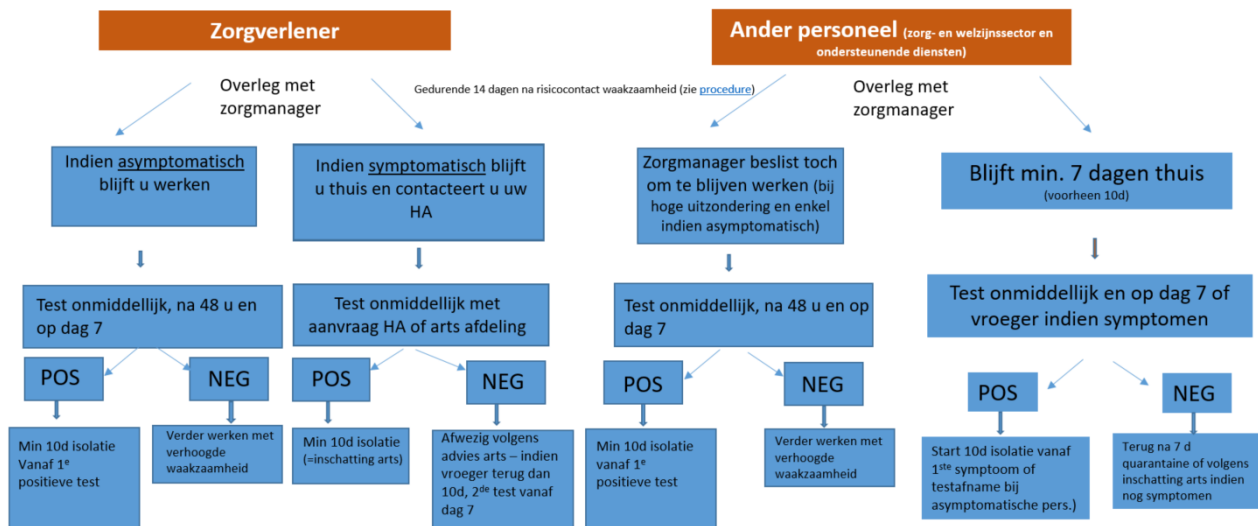 Zorgverlener
Ander personeel (zorg- en welzijnssector en
ondersteunende diensten)
Overleg met
zorgmanager
Gedurende 14 dagen na risicocontact waakzaamheid (zie procedure)
Overleg met
zorgmanager
Indien asymptomatisch
blijft u werken
Indien symptomatisch blijft
u thuis en contacteert u uw
HA
Zorgmanager beslist toch
om te blijven werken (bij
hoge uitzondering en enkel
indien asymptomatisch)
Blijft min. 7 dagen thuis
(voorheen 10d)
Test onmiddellijk, na 48 u en
op dag 7
Test onmiddellijk met
aanvraag HA of arts afdeling
Test onmiddellijk, na 48 u en op
dag 7
Test onmiddellijk en op dag 7 of
vroeger indien symptomen
POS
NEG
POS
NEG
POS
NEG
POS
NEG
Min 10d isolatie
Vanaf 1e
positieve test
Verder werken met
verhoogde
waakzaamheid
Min 10d isolatie
(=inschatting arts)
Afwezig volgens
advies arts – indien
vroeger terug dan
10d, 2de test vanaf
dag 7
Min 10d isolatie
vanaf 1e
positieve test
Verder werken met
verhoogde
waakzaamheid
Start 10d isolatie vanaf
1ste symptoom of
testafname bij
asymptomatische pers.)
Terug na 7 d
quarantaine of volgens
inschatting arts indien
nog symptomen